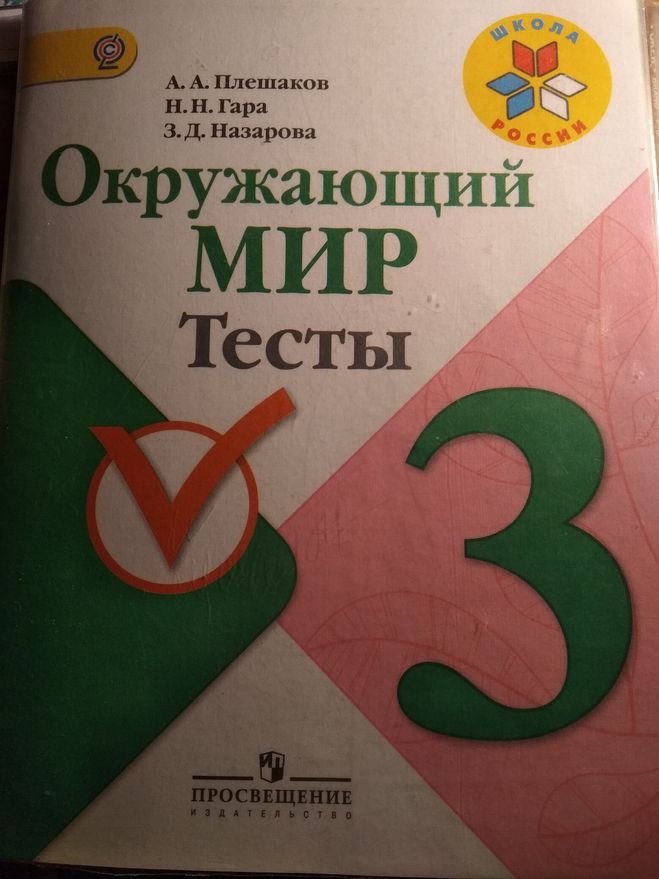 А. А. Плешаков
Н. Н. Гара
З. Д. Назарова
ШКОЛА
РОССИИ
Окружающий
МИР
Тесты
3
ПРОСВЕЩЕНИЕ
ИЗДАТЕЛЬСТВО